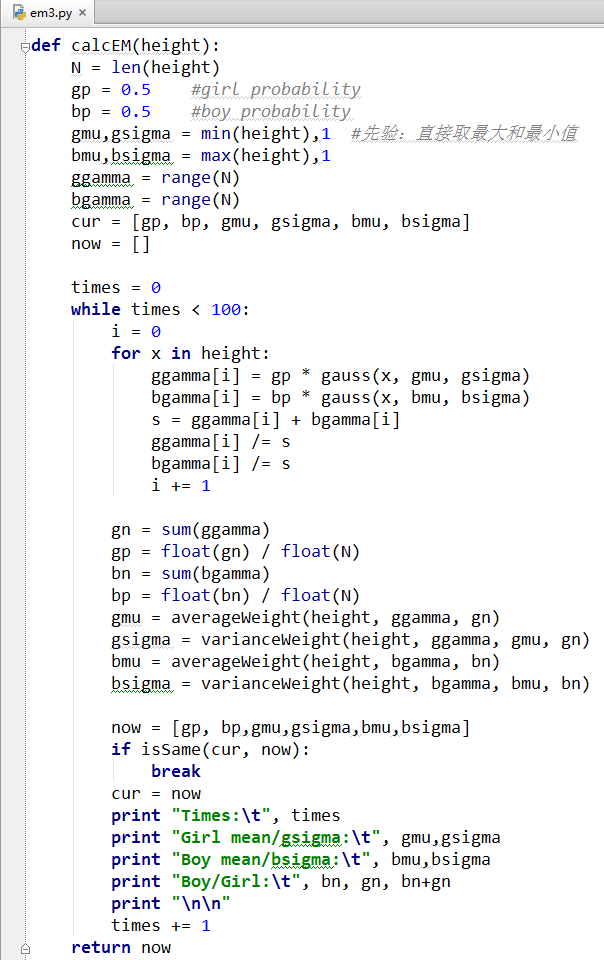 em3.py ×
def calcEM(height):
    N = len(height)
    gp = 0.5    #girl probability
    bp = 0.5    #boy probability
    gmu,gsigma = min(height),1  #先验：直接取最大和最小值
    bmu,bsigma = max(height),1
    ggamma = range(N)
    bgamma = range(N)
    cur = [gp, bp, gmu, gsigma, bmu, bsigma]
    now = []

    times = 0
    while times < 100:
        i = 0
        for x in height:
            ggamma[i] = gp * gauss(x, gmu, gsigma)
            bgamma[i] = bp * gauss(x, bmu, bsigma)
            s = ggamma[i] + bgamma[i]
            ggamma[i] /= s
            bgamma[i] /= s
            i += 1

        gn = sum(ggamma)
        gp = float(gn) / float(N)
        bn = sum(bgamma)
        bp = float(bn) / float(N)
        gmu = averageWeight(height, ggamma, gn)
        gsigma = varianceWeight(height, ggamma, gmu, gn)
        bmu = averageWeight(height, bgamma, bn)
        bsigma = varianceWeight(height, bgamma, bmu, bn)

        now = [gp, bp,gmu,gsigma,bmu,bsigma]
        if isSame(cur, now):
            break
        cur = now
        print "Times:\t", times
        print "Girl mean/gsigma:\t", gmu,gsigma
        print "Boy mean/bsigma:\t", bmu,bsigma
        print "Boy/Girl:\t", bn, gn, bn+gn
        print "\n\n"
        times += 1
    return now